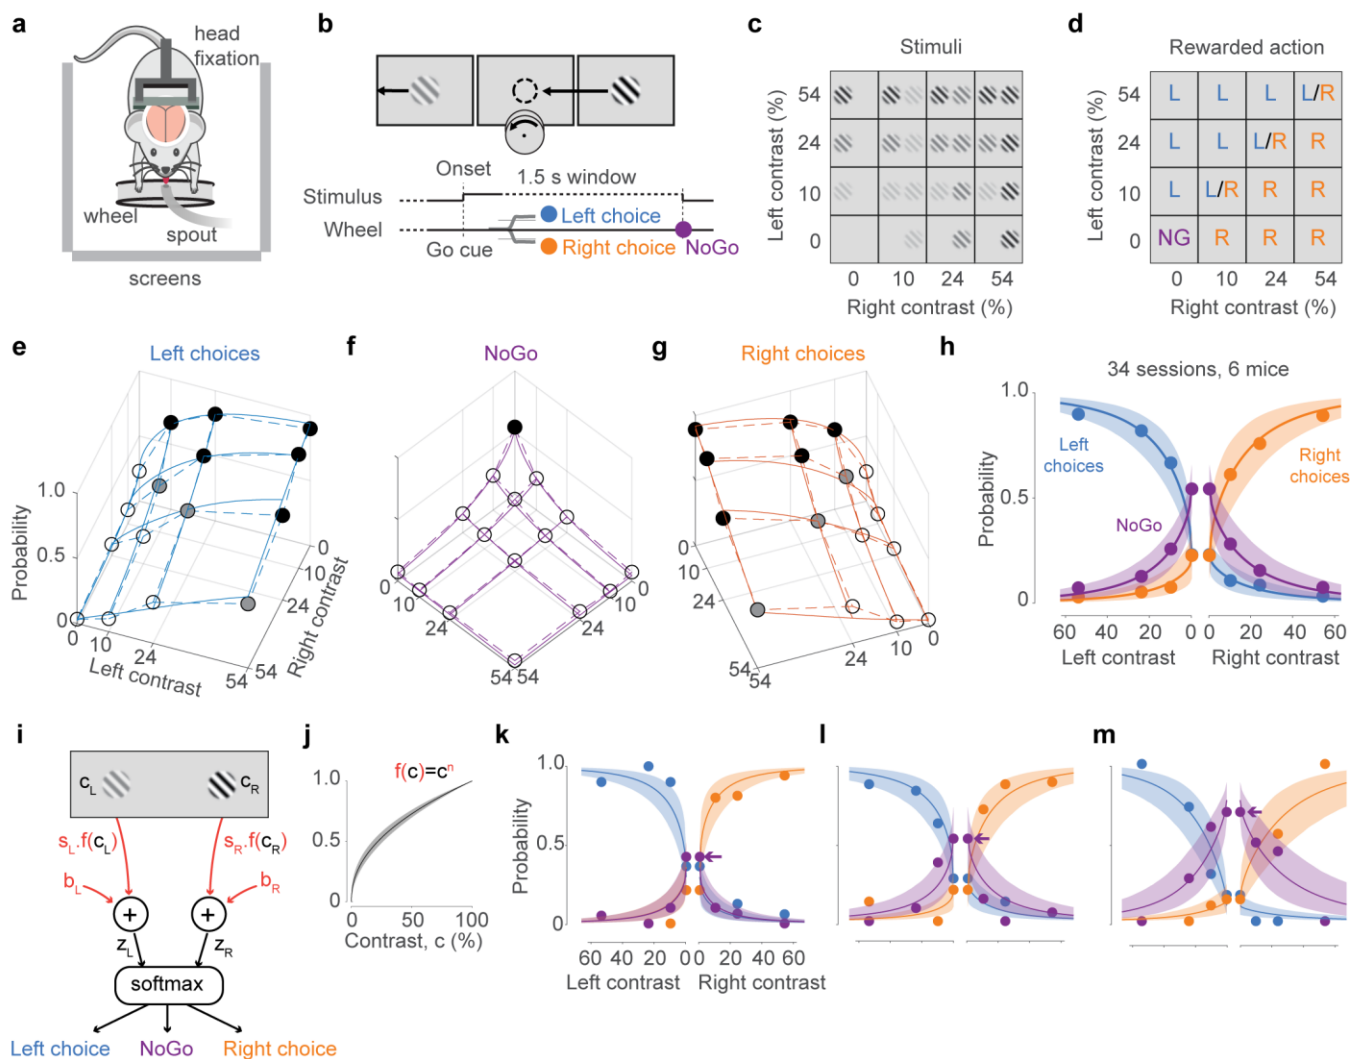 a
head
fixation
wheel
spout
screens
b
Onset
1.5 s window
Stimulus
Left choice
Wheel
Right choice
NoGo
Go cue
c
Stimuli
Left contrast (%)
54
24
10
0
0 10 24 54
Right contrast (%)
d
Rewarded action
Left contrast (%)
54 L L L L/R
24 L L L/R R
10 L L/R R R
0 NG R R R
0 10 24 54
Right contrast (%)
e
Left choices
Probability
1.0
0.5
0
0 10 24 54
Left contrast
54 24 10 0
Right contrast
f
NoGo
0 10 24 54
54 24 10 0
g
Right choices
0 10 24 54
54 24 10 0
h
34 sessions, 6 mice
Probability
1.0
0.5
0
Left
choices
NoGo
Right
choices
60 40 20 0 0 20 40 60
Left contrast Right contrast
i
cL cR
sL.f(cL) sR.f(cR)
bL bR
+ +
zL zR
softmax
Left choice NoGo Right choice
j
f(c)=cⁿ
1.0
0.5
0
0 50 100
Contrast, c (%)
k
Probability
1.0
0.5
0
60 40 20 0 0 20 40 60
Left contrast Right contrast
l
m